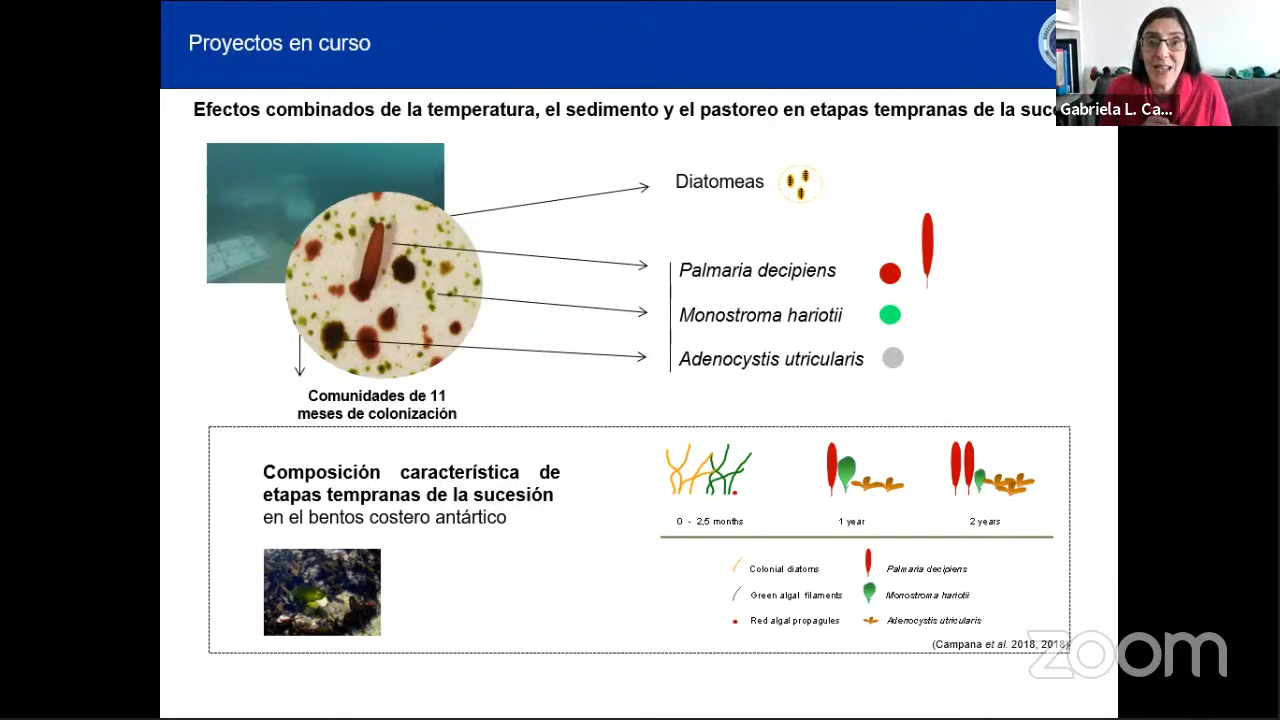 Proyectos en curso
Gabriela L. Ca...
Efectos combinados de la temperatura, el sedimento y el pastoreo en etapas tempranas de la
Diatomeas
Palmaria decipiens
Monostroma hariotii
Adenocystis utricularis
Comunidades de 11
meses de colonización
Composición característica de
etapas tempranas de la sucesión
en el bentos costero antártico
0 - 2,5 months
1 year
2 years
Colonial diatoms
Palmaria decipiens
Green algal filaments
Monostroma hariotii
Red algal propagules
Adenocystis utricularis
(Campana et al. 2018, 2018)
zoom